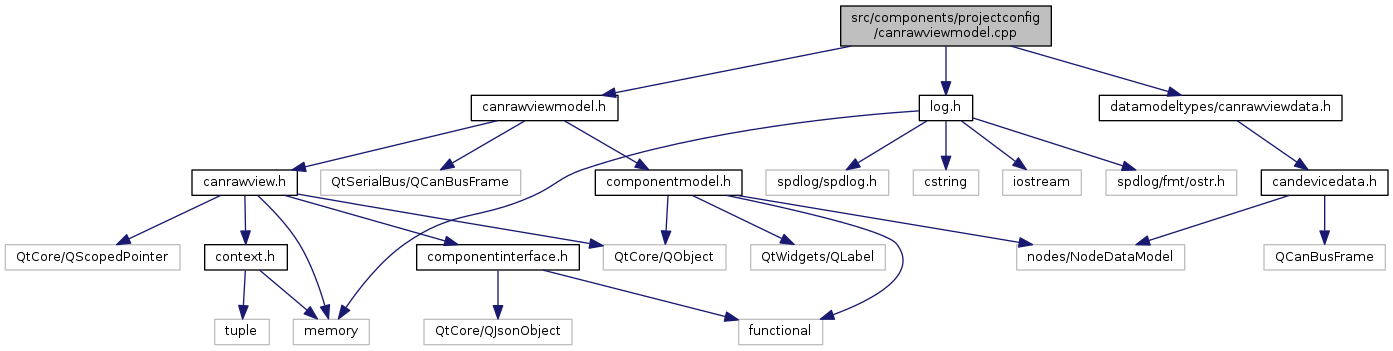 src/components/projectconfig
/canrawviewmodel.cpp
canrawviewmodel.h
log.h
datamodeltypes/canrawviewdata.h
canrawview.h
QtSerialBus/QCanBusFrame
componentmodel.h
spdlog/spdlog.h
cstring
iostream
spdlog/fmt/ostr.h
candevicedata.h
QtCore/QScopedPointer
context.h
componentinterface.h
QtCore/QObject
QtWidgets/QLabel
nodes/NodeDataModel
QCanBusFrame
tuple
memory
QtCore/QJsonObject
functional